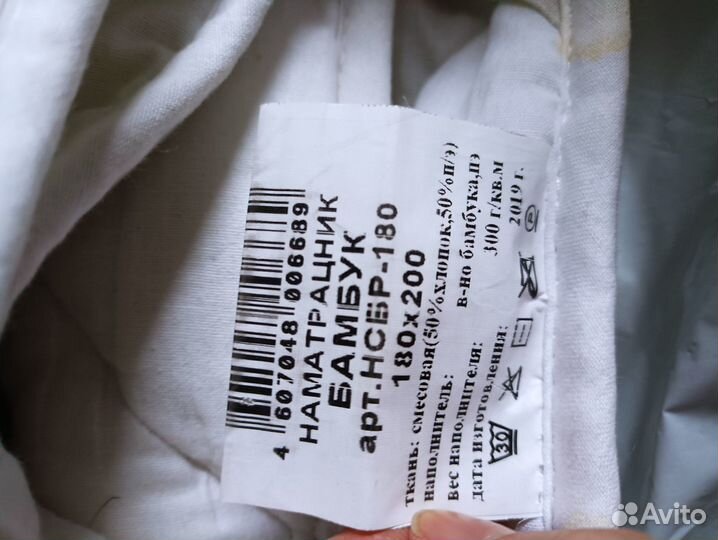 4 607048 006689
НАМАТРАЦНИК
БАМБУК
арт.НСБР-180
180х200
ткань: смесовая(50%хлопок,50%п/э)
наполнитель: в-но бамбука,пэ
вес наполнителя: 300 г/кв.м
дата изготовления: 2019 г.
30
P
Avito